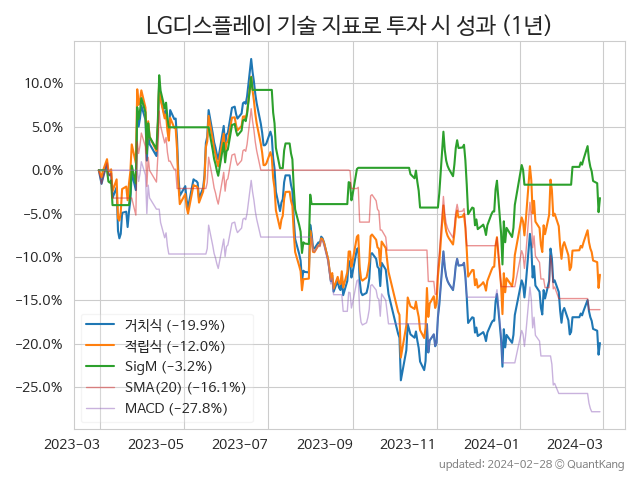 LG디스플레이 기술 지표로 투자 시 성과 (1년)
10.0%
5.0%
0.0%
−5.0%
−10.0%
−15.0%
−20.0%
−25.0%
거치식 (−19.9%)
적립식 (−12.0%)
SigM (−3.2%)
SMA(20) (−16.1%)
MACD (−27.8%)
2023-03 2023-05 2023-07 2023-09 2023-11 2024-01 2024-03
updated: 2024-02-28 ⓒ QuantKang